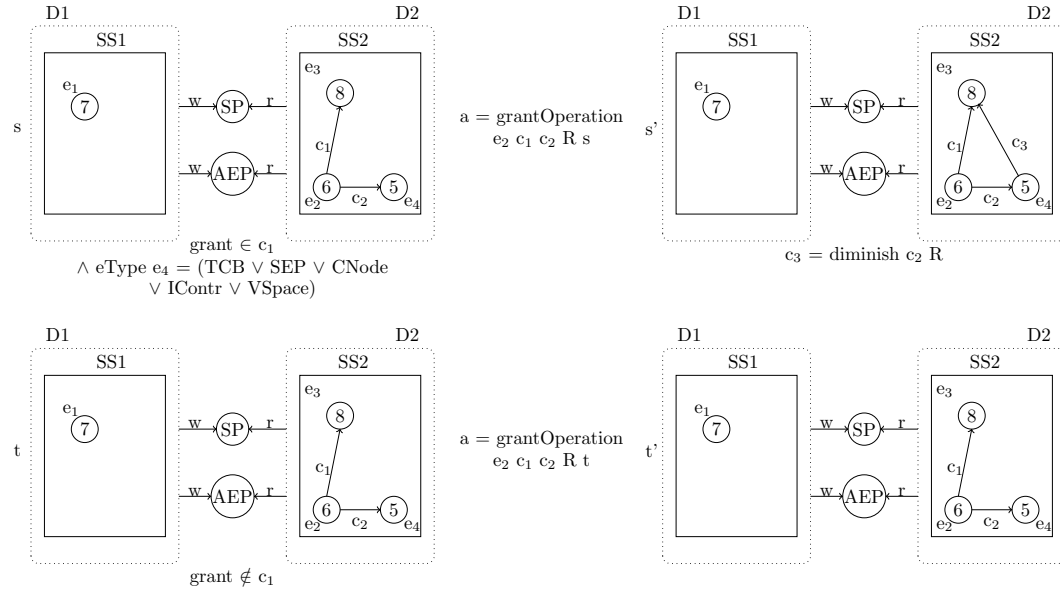 D1 D2 D1 D2
SS1 SS2 SS1 SS2
e₁ e₃ e₁ e₃
7 w SP r 8 7 w SP r 8
s a = grantOperation s'
e₂ c₁ c₂ R s
c₁ c₁ c₃
w AEP r w AEP r
6 5 6 5
e₂ c₂ e₄ e₂ c₂ e₄
grant ∈ c₁
∧ eType e₄ = (TCB ∨ SEP ∨ CNode
∨ IContr ∨ VSpace)
c₃ = diminish c₂ R
D1 D2 D1 D2
SS1 SS2 SS1 SS2
e₁ e₃ e₁ e₃
7 w SP r 8 7 w SP r 8
t a = grantOperation t'
e₂ c₁ c₂ R t
c₁ c₁
w AEP r w AEP r
6 5 6 5
e₂ c₂ e₄ e₂ c₂ e₄
grant ∉ c₁